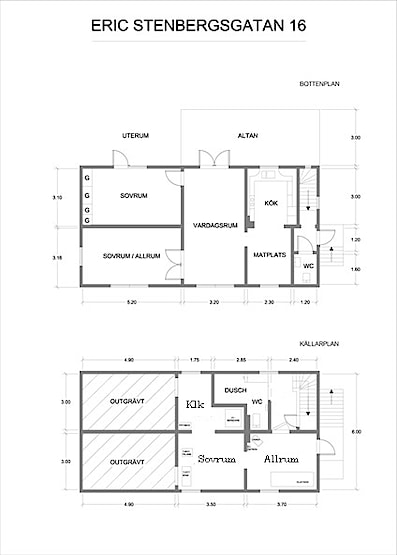 ERIC STENBERGSGATAN 16
BOTTENPLAN
UTERUM
ALTAN
3.00
G
G
G
G
SOVRUM
3.10
KÖK
3.00
VARDAGSRUM
SOVRUM / ALLRUM
3.18
MATPLATS
WC
1.20
1.60
5.20
3.20
2.30
1.20
KÄLLARPLAN
4.90
1.75
2.85
2.40
3.00
OUTGRÄVT
Klk
DUSCH
WC
6.00
3.00
OUTGRÄVT
Sovrum
Allrum
4.90
3.50
3.70